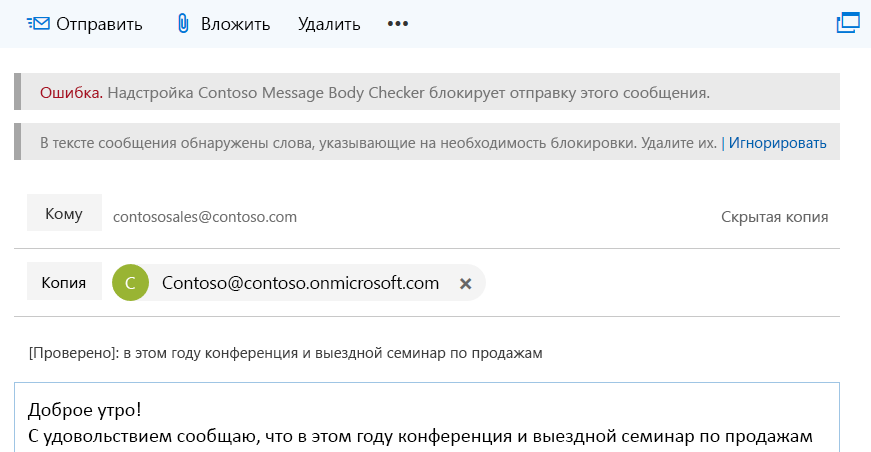 Отправить Вложить Удалить •••
Ошибка. Надстройка Contoso Message Body Checker блокирует отправку этого сообщения.
В тексте сообщения обнаружены слова, указывающие на необходимость блокировки. Удалите их. | Игнорировать
Кому contososales@contoso.com Скрытая копия
Копия C Contoso@contoso.onmicrosoft.com ×
[Проверено]: в этом году конференция и выездной семинар по продажам
Доброе утро!
С удовольствием сообщаю, что в этом году конференция и выездной семинар по продажам